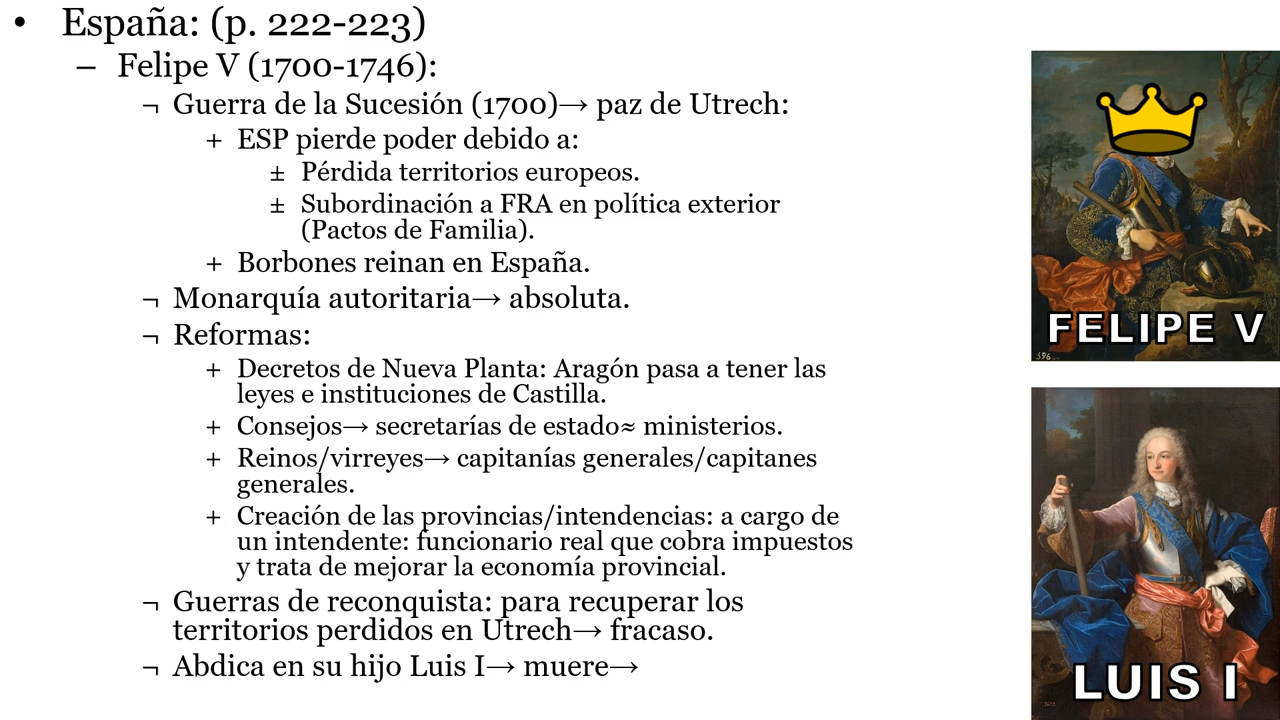 • España: (p. 222-223)
– Felipe V (1700-1746):
¬ Guerra de la Sucesión (1700)→ paz de Utrech:
+ ESP pierde poder debido a:
± Pérdida territorios europeos.
± Subordinación a FRA en política exterior
(Pactos de Familia).
+ Borbones reinan en España.
¬ Monarquía autoritaria→ absoluta.
¬ Reformas:
+ Decretos de Nueva Planta: Aragón pasa a tener las
leyes e instituciones de Castilla.
+ Consejos→ secretarías de estado≈ ministerios.
+ Reinos/virreyes→ capitanías generales/capitanes
generales.
+ Creación de las provincias/intendencias: a cargo de
un intendente: funcionario real que cobra impuestos
y trata de mejorar la economía provincial.
¬ Guerras de reconquista: para recuperar los
territorios perdidos en Utrech→ fracaso.
¬ Abdica en su hijo Luis I→ muere→
FELIPE V
596
LUIS I